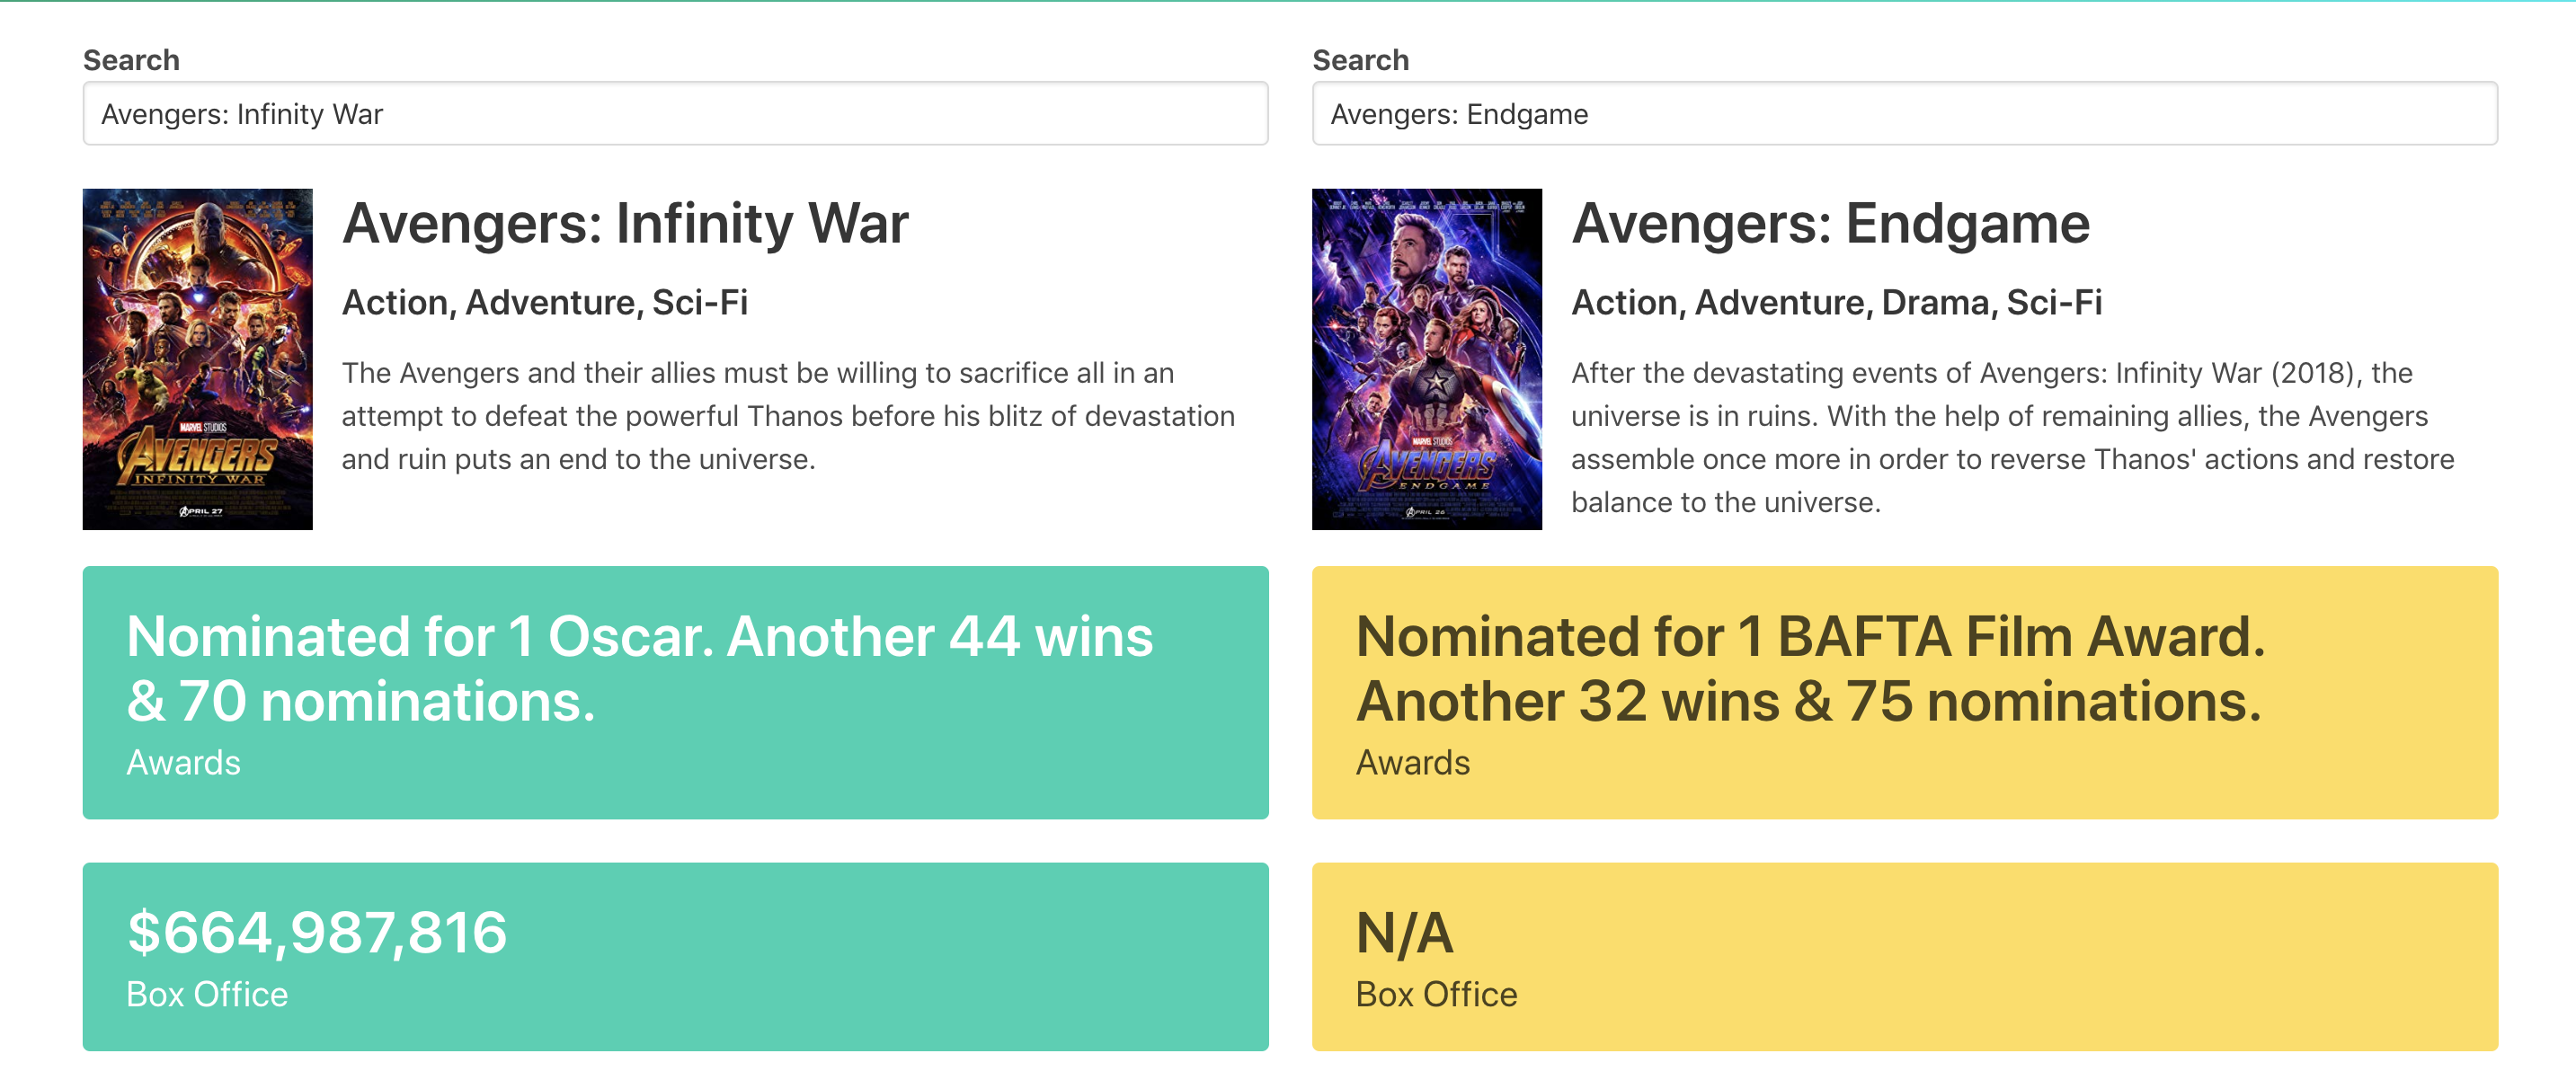 Search
Avengers: Infinity War
Avengers: Infinity War
Action, Adventure, Sci-Fi
The Avengers and their allies must be willing to sacrifice all in an
attempt to defeat the powerful Thanos before his blitz of devastation
and ruin puts an end to the universe.
MARVEL STUDIOS
AVENGERS
INFINITY WAR
APRIL 27
Nominated for 1 Oscar. Another 44 wins
& 70 nominations.
Awards
$664,987,816
Box Office
Search
Avengers: Endgame
Avengers: Endgame
Action, Adventure, Drama, Sci-Fi
After the devastating events of Avengers: Infinity War (2018), the
universe is in ruins. With the help of remaining allies, the Avengers
assemble once more in order to reverse Thanos' actions and restore
balance to the universe.
MARVEL STUDIOS
AVENGERS
ENDGAME
APRIL 26
Nominated for 1 BAFTA Film Award.
Another 32 wins & 75 nominations.
Awards
N/A
Box Office